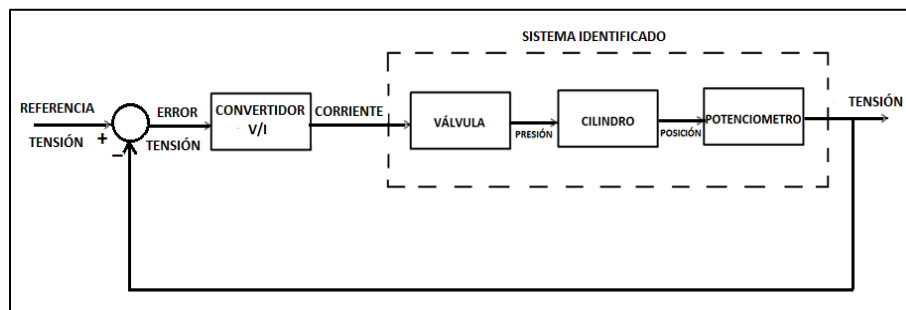 SISTEMA IDENTIFICADO
REFERENCIA
TENSIÓN
+
−
ERROR
TENSIÓN
CONVERTIDOR
V/I
CORRIENTE
VÁLVULA
PRESIÓN
CILINDRO
POSICIÓN
POTENCIOMETRO
TENSIÓN